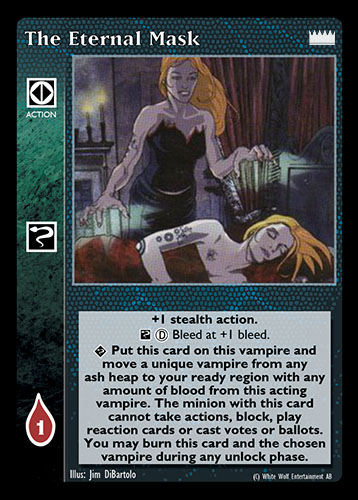 The Eternal Mask
ACTION
+1 stealth action.
D Bleed at +1 bleed.
Put this card on this vampire and
move a unique vampire from any
ash heap to your ready region with any
amount of blood from this acting
vampire. The minion with this card
cannot take actions, block, play
reaction cards or cast votes or ballots.
You may burn this card and the chosen
vampire during any unlock phase.
1
Illus: Jim DiBartolo
(C) White Wolf Entertainment AB